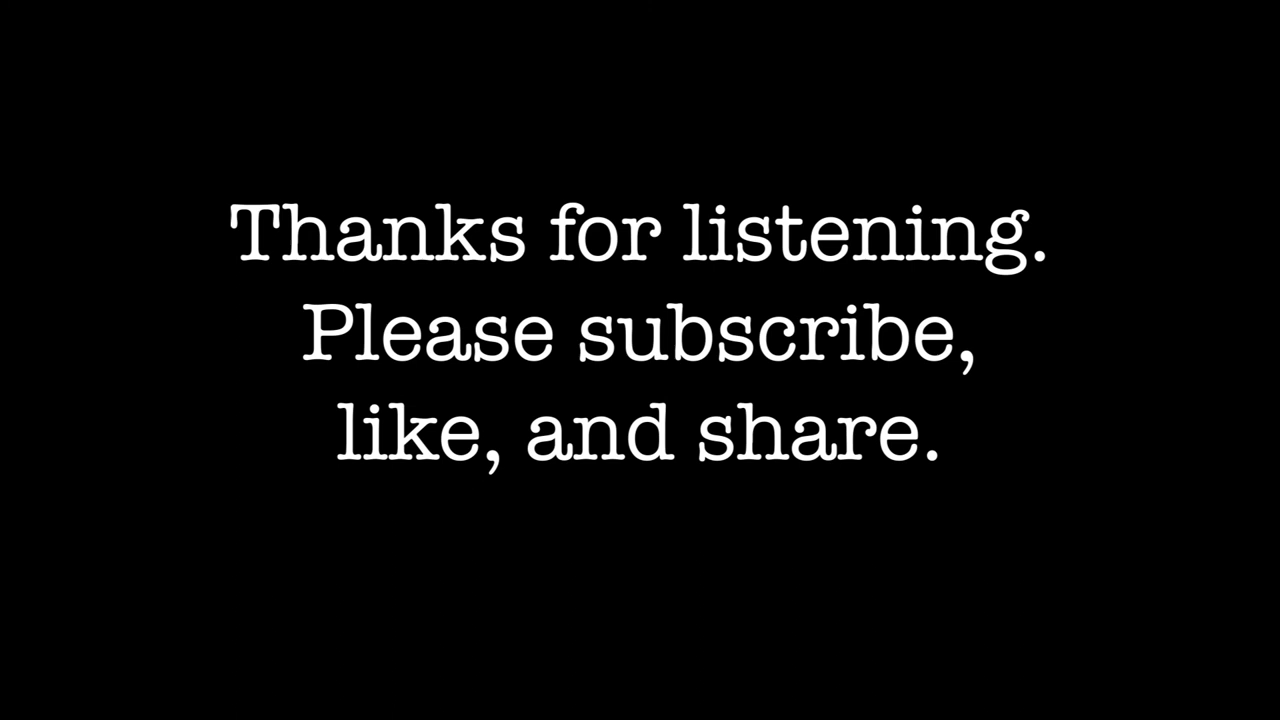 Thanks for listening.
Please subscribe,
like, and share.